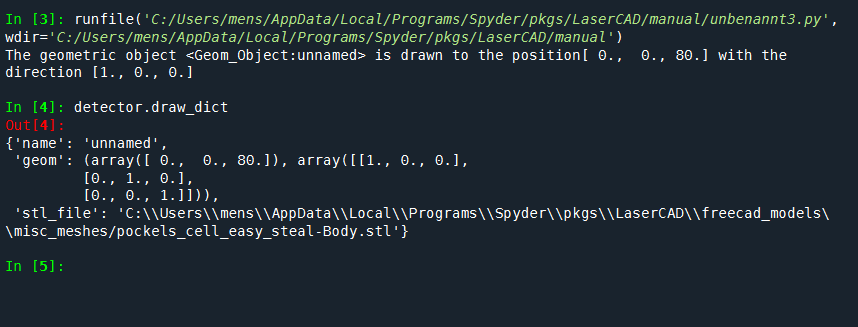 In [3]: runfile('C:/Users/mens/AppData/Local/Programs/Spyder/pkgs/LaserCAD/manual/unbenannt3.py',
wdir='C:/Users/mens/AppData/Local/Programs/Spyder/pkgs/LaserCAD/manual')
The geometric object <Geom_Object:unnamed> is drawn to the position[ 0.,  0., 80.] with the
direction [1., 0., 0.]
In [4]: detector.draw_dict
Out[4]:
{'name': 'unnamed',
 'geom': (array([ 0.,  0., 80.]), array([[1., 0., 0.],
         [0., 1., 0.],
         [0., 0., 1.]])),
 'stl_file': 'C:\\Users\\mens\\AppData\\Local\\Programs\\Spyder\\pkgs\\LaserCAD\\freecad_models\
\misc_meshes/pockels_cell_easy_steal-Body.stl'}
In [5]: